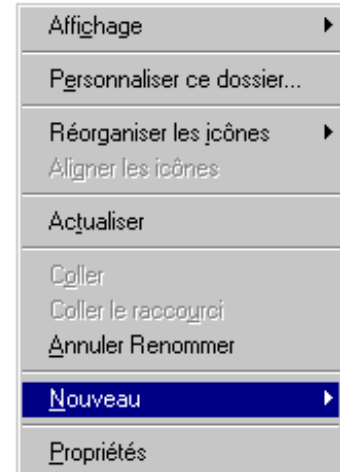 Affichage
Personnaliser ce dossier...
Réorganiser les icônes
Aligner les icônes
Actualiser
Coller
Coller le raccourci
Annuler Renommer
Nouveau
Propriétés